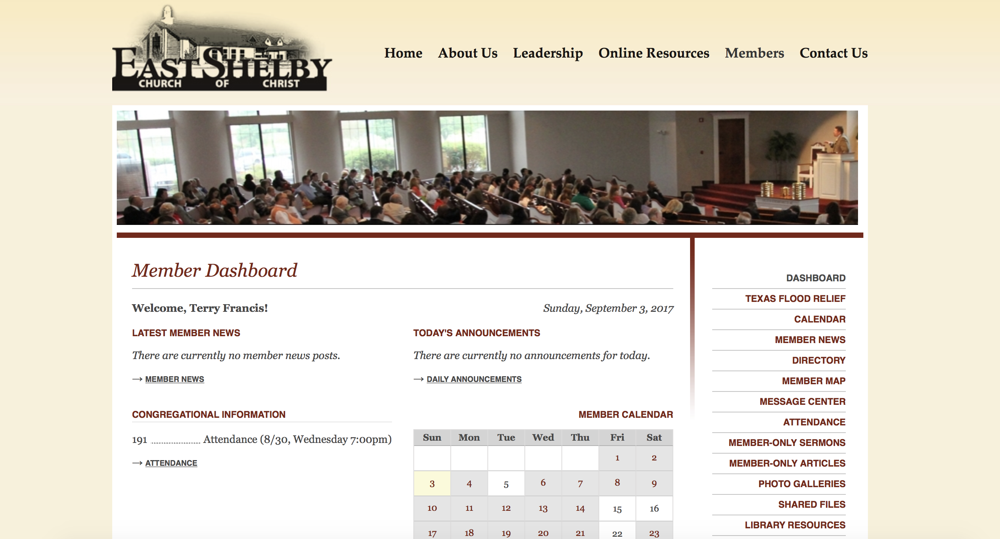 EAST SHELBY
CHURCH OF CHRIST
Home About Us Leadership Online Resources Members Contact Us
Member Dashboard
Welcome, Terry Francis!
Sunday, September 3, 2017
LATEST MEMBER NEWS
There are currently no member news posts.
→ MEMBER NEWS
TODAY'S ANNOUNCEMENTS
There are currently no announcements for today.
→ DAILY ANNOUNCEMENTS
CONGREGATIONAL INFORMATION
191 ........................ Attendance (8/30, Wednesday 7:00pm)
→ ATTENDANCE
MEMBER CALENDAR
Sun Mon Tue Wed Thu Fri Sat
1 2
3 4 5 6 7 8 9
10 11 12 13 14 15 16
17 18 19 20 21 22 23
DASHBOARD
TEXAS FLOOD RELIEF
CALENDAR
MEMBER NEWS
DIRECTORY
MEMBER MAP
MESSAGE CENTER
ATTENDANCE
MEMBER-ONLY SERMONS
MEMBER-ONLY ARTICLES
PHOTO GALLERIES
SHARED FILES
LIBRARY RESOURCES